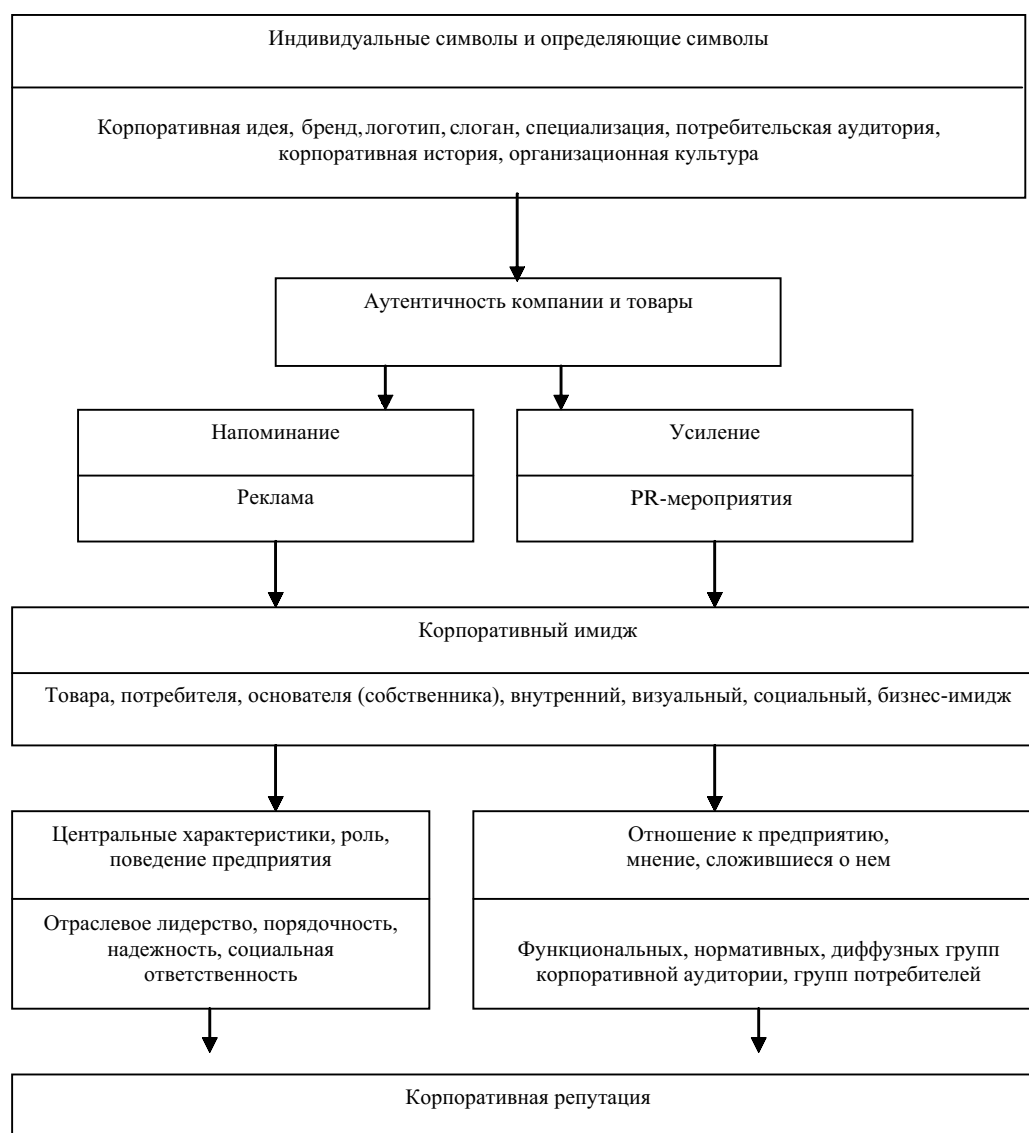 Индивидуальные символы и определяющие символы
Корпоративная идея, бренд, логотип, слоган, специализация, потребительская аудитория,
корпоративная история, организационная культура
Аутентичность компании и товары
Напоминание
Реклама
Усиление
PR-мероприятия
Корпоративный имидж
Товара, потребителя, основателя (собственника), внутренний, визуальный, социальный, бизнес-имидж
Центральные характеристики, роль,
поведение предприятия
Отраслевое лидерство, порядочность,
надежность, социальная
ответственность
Отношение к предприятию,
мнение, сложившиеся о нем
Функциональных, нормативных, диффузных групп
корпоративной аудитории, групп потребителей
Корпоративная репутация